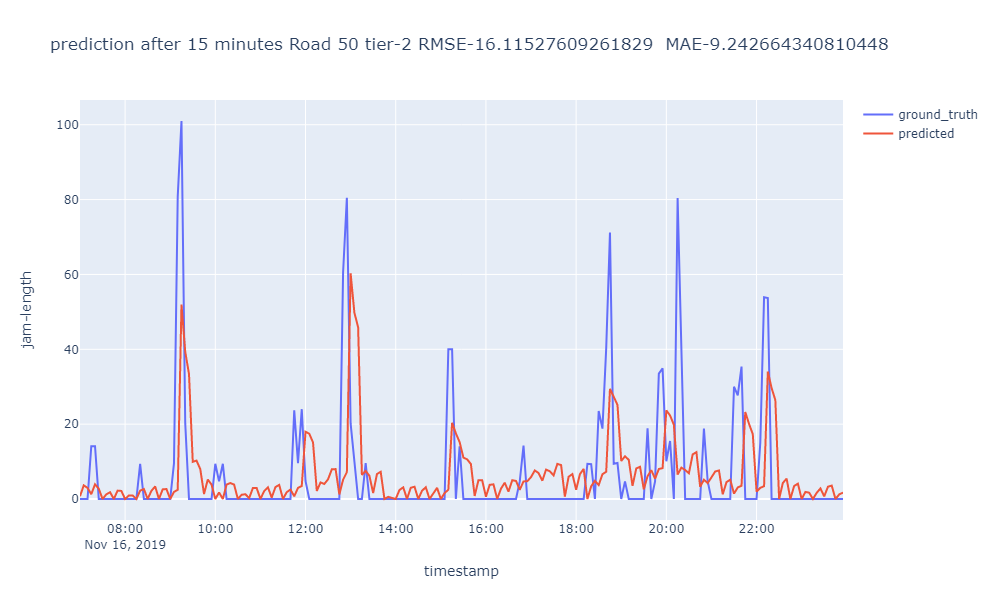 prediction after 15 minutes Road 50 tier-2 RMSE-16.11527609261829 MAE-9.242664340810448
ground_truth
predicted
100
80
60
40
20
0
jam-length
08:00 10:00 12:00 14:00 16:00 18:00 20:00 22:00
Nov 16, 2019
timestamp